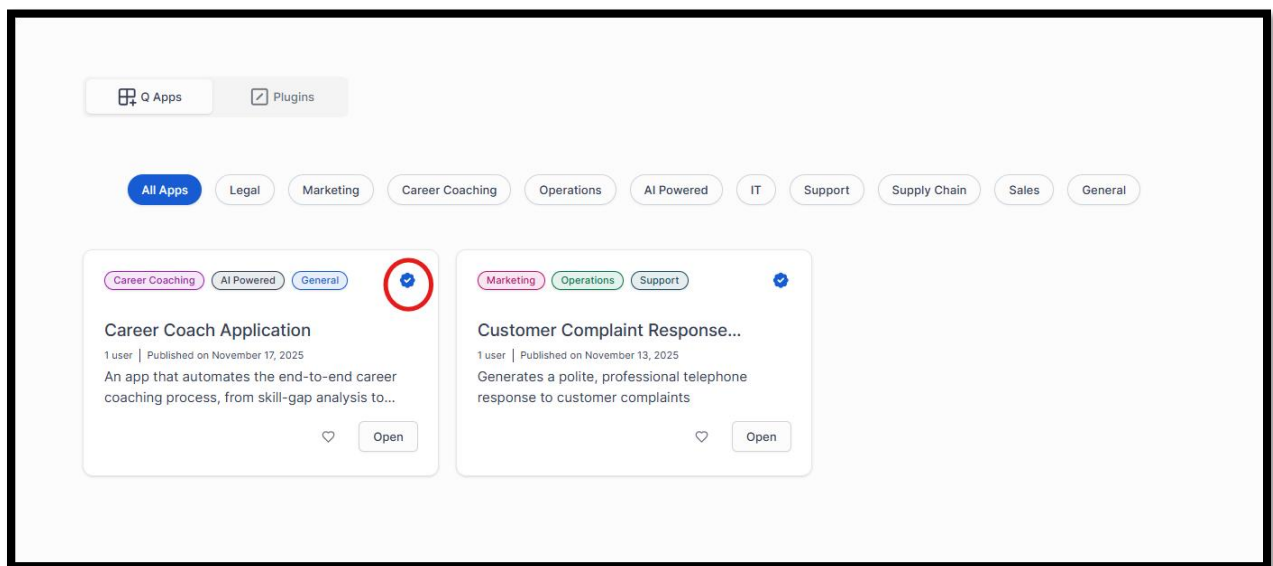 Q Apps Plugins
All Apps Legal Marketing Career Coaching Operations AI Powered IT Support Supply Chain Sales General
Career Coaching AI Powered General
Career Coach Application
1 user | Published on November 17, 2025
An app that automates the end-to-end career
coaching process, from skill-gap analysis to...
Open
Marketing Operations Support
Customer Complaint Response...
1 user | Published on November 13, 2025
Generates a polite, professional telephone
response to customer complaints
Open